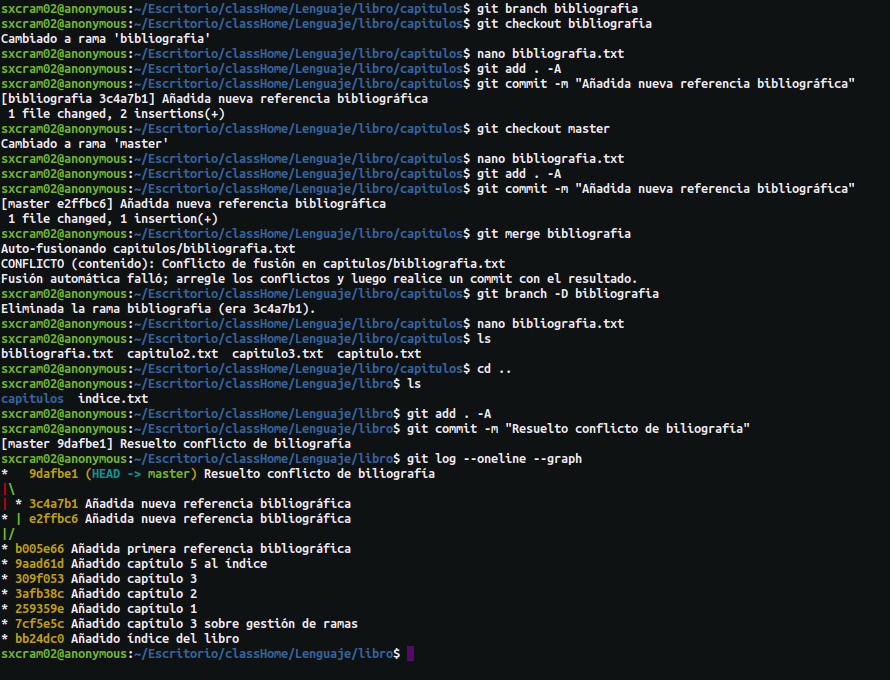 sxcram02@anonymous:~/Escritorio/classHome/Lenguaje/libro/capitulos$ git branch bibliografia
sxcram02@anonymous:~/Escritorio/classHome/Lenguaje/libro/capitulos$ git checkout bibliografia
Cambiado a rama 'bibliografia'
sxcram02@anonymous:~/Escritorio/classHome/Lenguaje/libro/capitulos$ nano bibliografia.txt
sxcram02@anonymous:~/Escritorio/classHome/Lenguaje/libro/capitulos$ git add . -A
sxcram02@anonymous:~/Escritorio/classHome/Lenguaje/libro/capitulos$ git commit -m "Añadida nueva referencia bibliográfica"
[bibliografia 3c4a7b1] Añadida nueva referencia bibliográfica
 1 file changed, 2 insertions(+)
sxcram02@anonymous:~/Escritorio/classHome/Lenguaje/libro/capitulos$ git checkout master
Cambiado a rama 'master'
sxcram02@anonymous:~/Escritorio/classHome/Lenguaje/libro/capitulos$ nano bibliografia.txt
sxcram02@anonymous:~/Escritorio/classHome/Lenguaje/libro/capitulos$ git add . -A
sxcram02@anonymous:~/Escritorio/classHome/Lenguaje/libro/capitulos$ git commit -m "Añadida nueva referencia bibliográfica"
[master e2ffbc6] Añadida nueva referencia bibliográfica
 1 file changed, 1 insertion(+)
sxcram02@anonymous:~/Escritorio/classHome/Lenguaje/libro/capitulos$ git merge bibliografia
Auto-fusionando capitulos/bibliografia.txt
CONFLICTO (contenido): Conflicto de fusión en capitulos/bibliografia.txt
Fusión automática falló; arregle los conflictos y luego realice un commit con el resultado.
sxcram02@anonymous:~/Escritorio/classHome/Lenguaje/libro/capitulos$ git branch -D bibliografia
Eliminada la rama bibliografia (era 3c4a7b1).
sxcram02@anonymous:~/Escritorio/classHome/Lenguaje/libro/capitulos$ nano bibliografia.txt
sxcram02@anonymous:~/Escritorio/classHome/Lenguaje/libro/capitulos$ ls
bibliografia.txt  capitulo2.txt  capitulo3.txt  capitulo.txt
sxcram02@anonymous:~/Escritorio/classHome/Lenguaje/libro/capitulos$ cd ..
sxcram02@anonymous:~/Escritorio/classHome/Lenguaje/libro$ ls
capitulos  indice.txt
sxcram02@anonymous:~/Escritorio/classHome/Lenguaje/libro$ git add . -A
sxcram02@anonymous:~/Escritorio/classHome/Lenguaje/libro$ git commit -m "Resuelto conflicto de biliografía"
[master 9dafbe1] Resuelto conflicto de biliografía
sxcram02@anonymous:~/Escritorio/classHome/Lenguaje/libro$ git log --oneline --graph
*   9dafbe1 (HEAD -> master) Resuelto conflicto de biliografía
|\
| * 3c4a7b1 Añadida nueva referencia bibliográfica
* | e2ffbc6 Añadida nueva referencia bibliográfica
|/
* b005e66 Añadida primera referencia bibliográfica
* 9aad61d Añadido capítulo 5 al índice
* 309f053 Añadido capítulo 3
* 3afb38c Añadido capítulo 2
* 259359e Añadido capítulo 1
* 7cf5e5c Añadido capítulo 3 sobre gestión de ramas
* bb24dc0 Añadido índice del libro
sxcram02@anonymous:~/Escritorio/classHome/Lenguaje/libro$